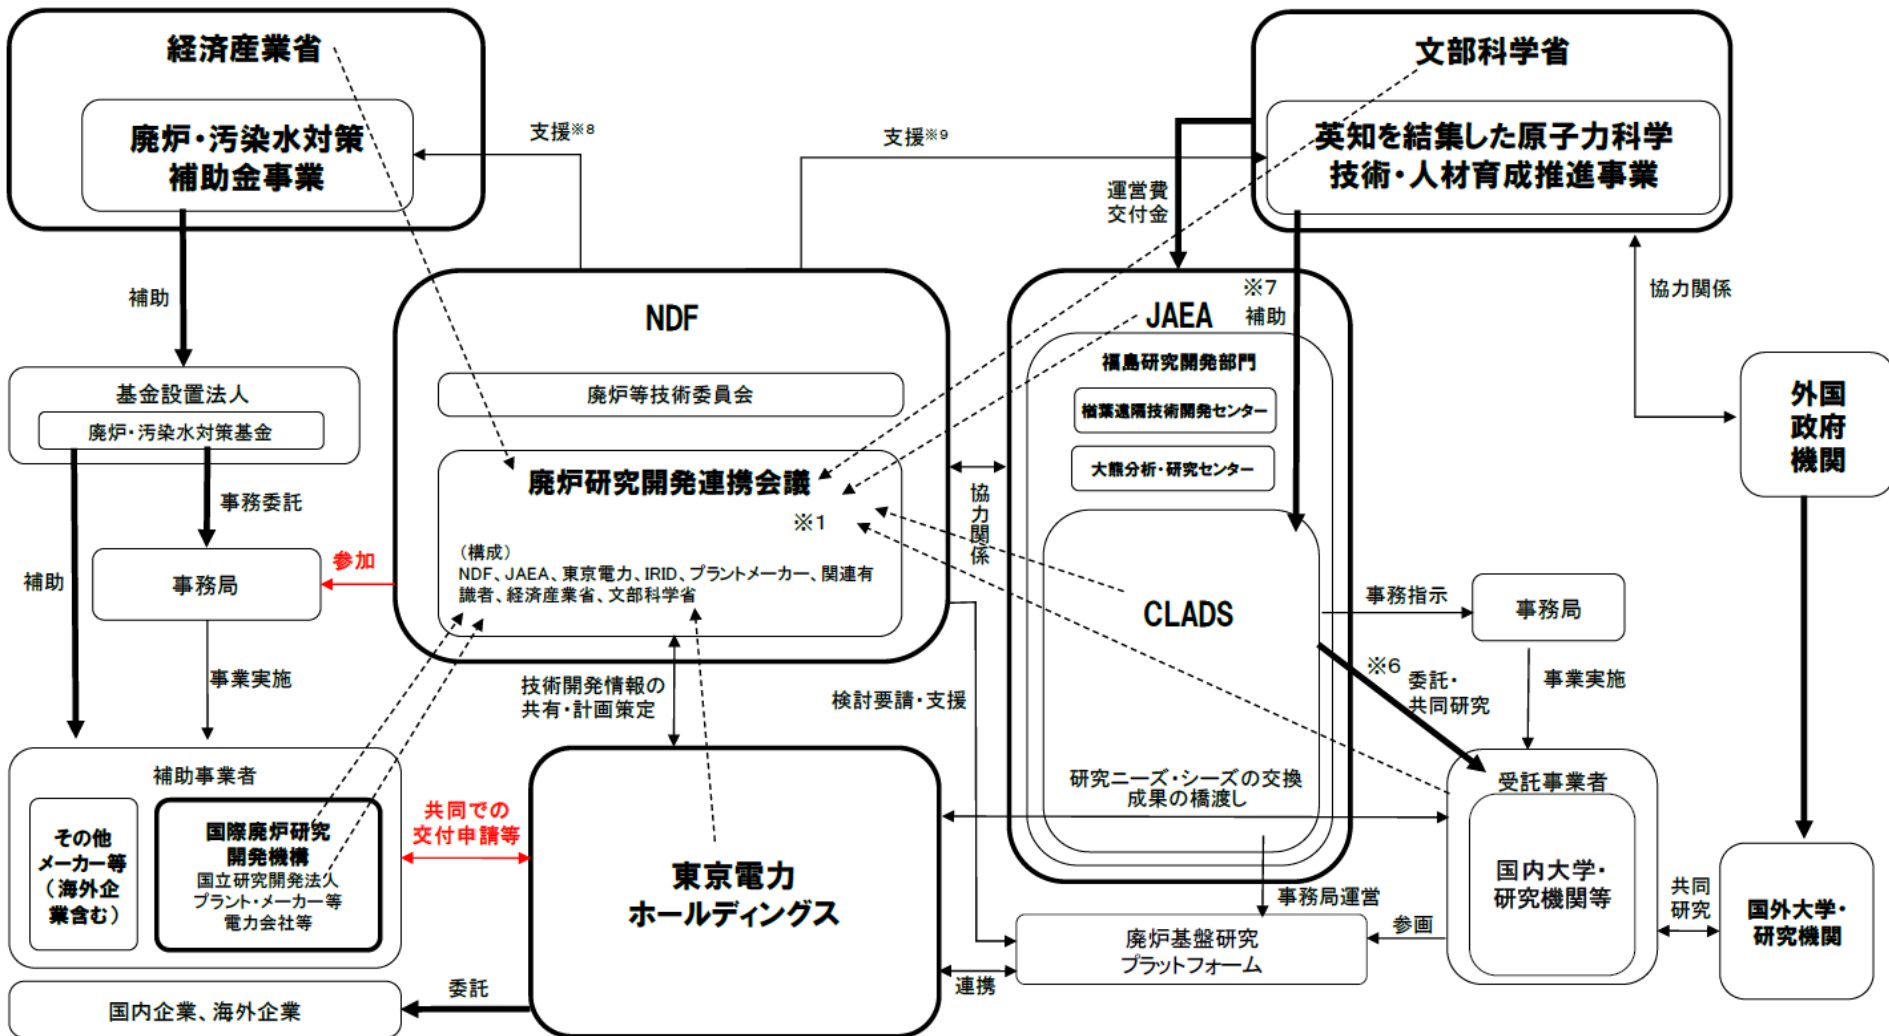 経済産業省
廃炉・汚染水対策
補助金事業
文部科学省
英知を結集した原子力科学
技術・人材育成推進事業
支援※8
支援※9
運営費
交付金
補助
協力関係
NDF
廃炉等技術委員会
廃炉研究開発連携会議
※1
(構成)
NDF、JAEA、東京電力、IRID、プラントメーカー、関連有
識者、経済産業省、文部科学省
協力関係
JAEA
※7
補助
福島研究開発部門
楢葉遠隔技術開発センター
大熊分析・研究センター
CLADS
研究ニーズ・シーズの交換
成果の橋渡し
外国
政府
機関
基金設置法人
廃炉・汚染水対策基金
事務委託
補助
事務局
参加
事業実施
技術開発情報の
共有・計画策定
検討要請・支援
事務指示
事務局
※6
委託・
共同研究
事業実施
補助事業者
その他
メーカー等
(海外企
業含む)
国際廃炉研究
開発機構
国立研究開発法人
プラント・メーカー等
電力会社等
共同での
交付申請等
東京電力
ホールディングス
受託事業者
国内大学・
研究機関等
共同
研究
国外大学・
研究機関
事務局運営
廃炉基盤研究
プラットフォーム
参画
連携
委託
国内企業、海外企業